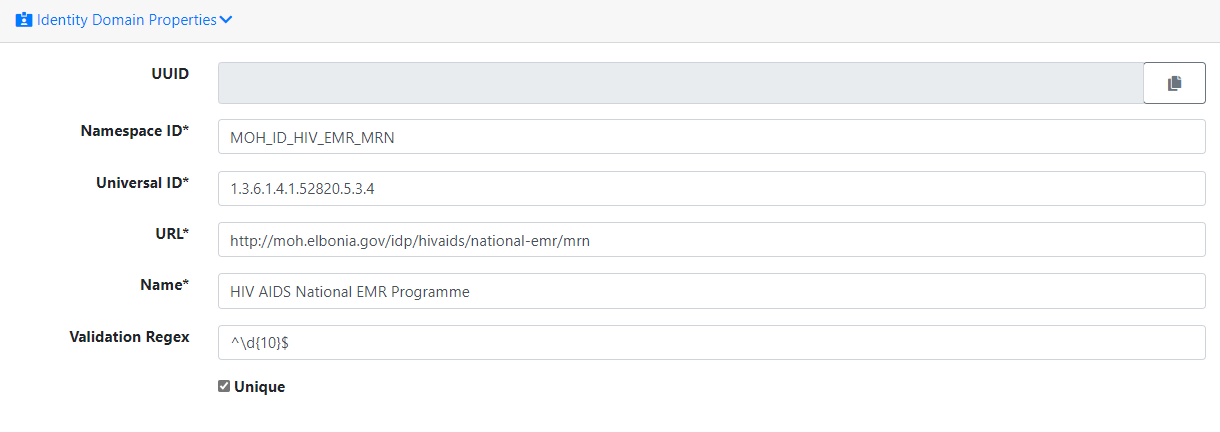 Identity Domain Properties
UUID
Namespace ID*
MOH_ID_HIV_EMR_MRN
Universal ID*
1.3.6.1.4.1.52820.5.3.4
URL*
http://moh.elbonia.gov/idp/hivaids/national-emr/mrn
Name*
HIV AIDS National EMR Programme
Validation Regex
^\d{10}$
Unique